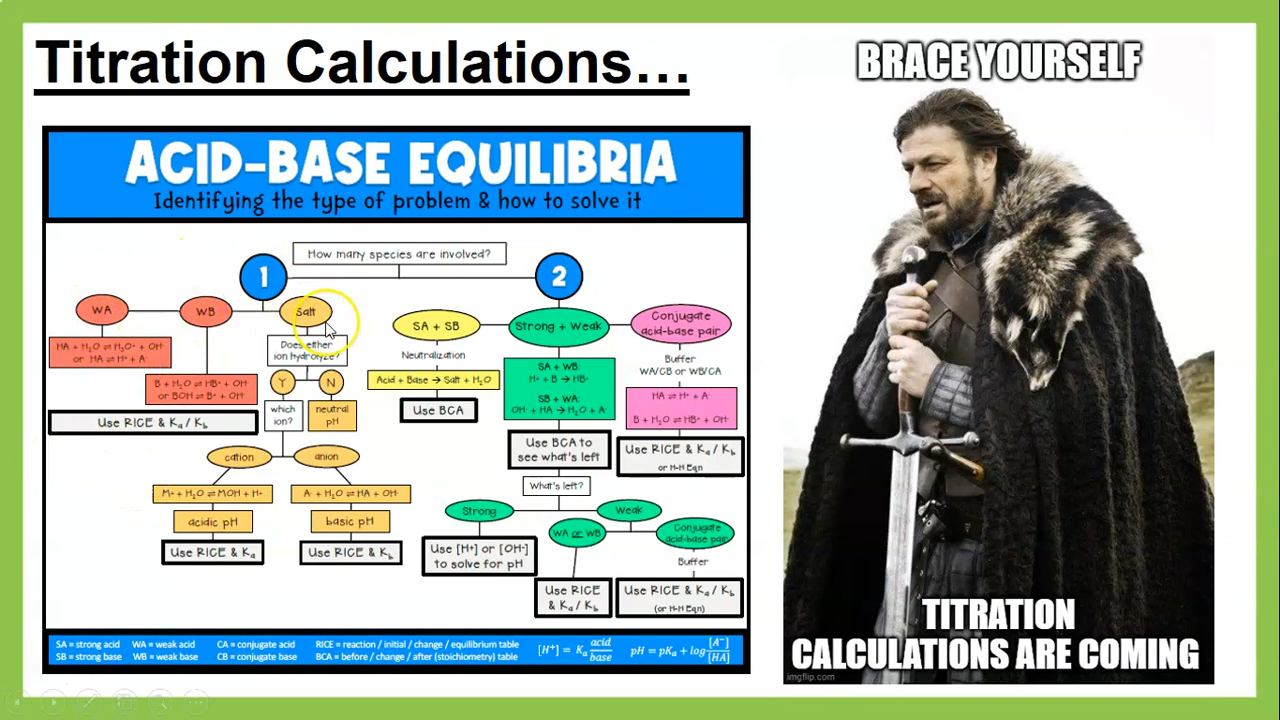 Titration Calculations…
ACID-BASE EQUILIBRIA
Identifying the type of problem & how to solve it
How many species are involved?
1
2
WA
WB
Salt
HA + H₂O ⇌ H₃O⁺ + OH⁻
or HA ⇌ H⁺ + A⁻
B + H₂O ⇌ HB⁺ + OH⁻
or BOH ⇌ B⁺ + OH⁻
Use RICE & Kₐ / K_b
Does either
ion hydrolyze?
Y
N
which
ion?
neutral
pH
cation
anion
M⁺ + H₂O ⇌ MOH + H⁺
A⁻ + H₂O ⇌ HA + OH⁻
acidic pH
basic pH
Use RICE & Kₐ
Use RICE & K_b
SA + SB
Neutralization
Acid + Base → Salt + H₂O
Use BCA
Strong + Weak
SA + WB:
H⁺ + B → HB⁺
SB + WA:
OH⁻ + HA → H₂O + A⁻
Use BCA to
see what's left
What's left?
Strong
Weak
Use [H⁺] or [OH⁻]
to solve for pH
WA or WB
Use RICE
& Kₐ / K_b
Conjugate
acid-base pair
Buffer
Use RICE & Kₐ / K_b
(or H-H Eqn)
Conjugate
acid-base pair
Buffer
WA/CB or WB/CA
HA ⇌ H⁺ + A⁻
B + H₂O ⇌ HB⁺ + OH⁻
Use RICE & Kₐ / K_b
or H-H Eqn
SA = strong acid WA = weak acid CA = conjugate acid RICE = reaction / initial / change / equilibrium table
SB = strong base WB = weak base CB = conjugate base BCA = before / change / after (stoichiometry) table
[H⁺] = Kₐ acid/base
pH = pKₐ + log [A⁻]/[HA]
BRACE YOURSELF
TITRATION
CALCULATIONS ARE COMING
imgflip.com